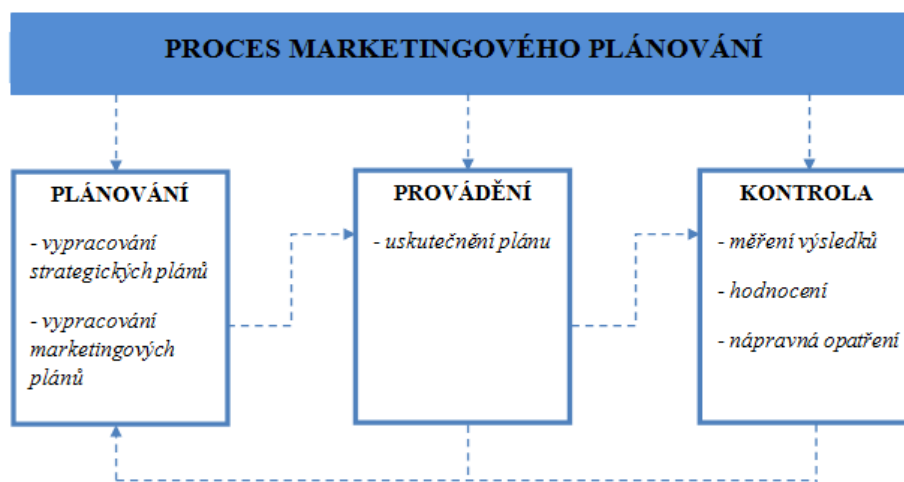 PROCES MARKETINGOVÉHO PLÁNOVÁNÍ
PLÁNOVÁNÍ
- vypracování
strategických plánů
- vypracování
marketingových
plánů
PROVÁDĚNÍ
- uskutečnění plánu
KONTROLA
- měření výsledků
- hodnocení
- nápravná opatření